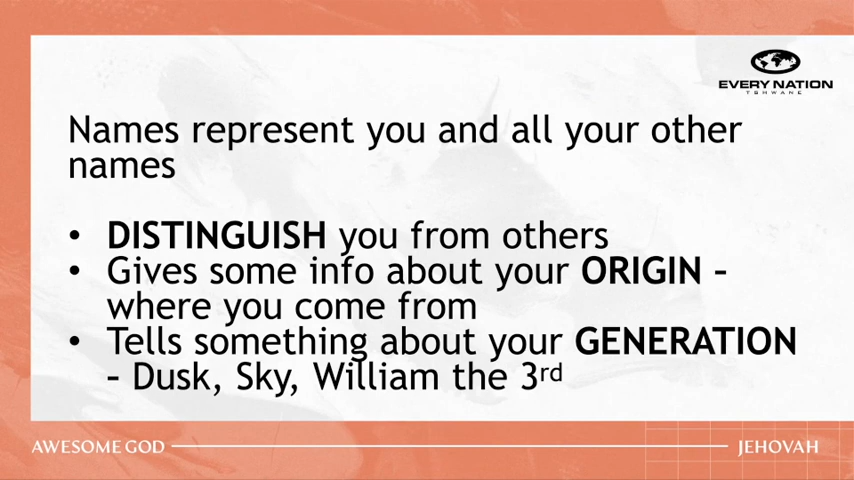 EVERY NATION
TSHWANE
Names represent you and all your other
names
• DISTINGUISH you from others
• Gives some info about your ORIGIN –
where you come from
• Tells something about your GENERATION
– Dusk, Sky, William the 3rd
AWESOME GOD
JEHOVAH